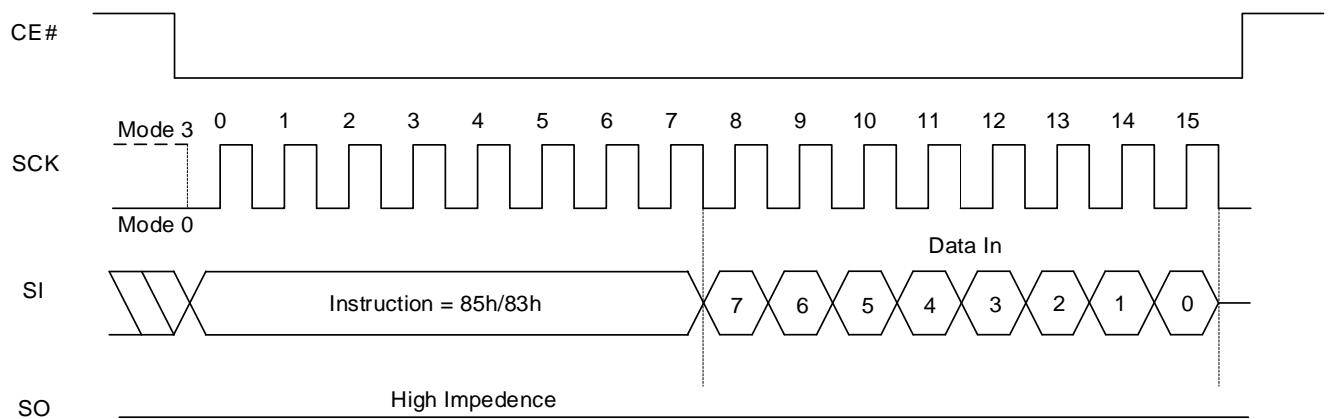 CE#
Mode 3
0 1 2 3 4 5 6 7 8 9 10 11 12 13 14 15
SCK
Mode 0
Data In
SI
Instruction = 85h/83h
7 6 5 4 3 2 1 0
High Impedence
SO